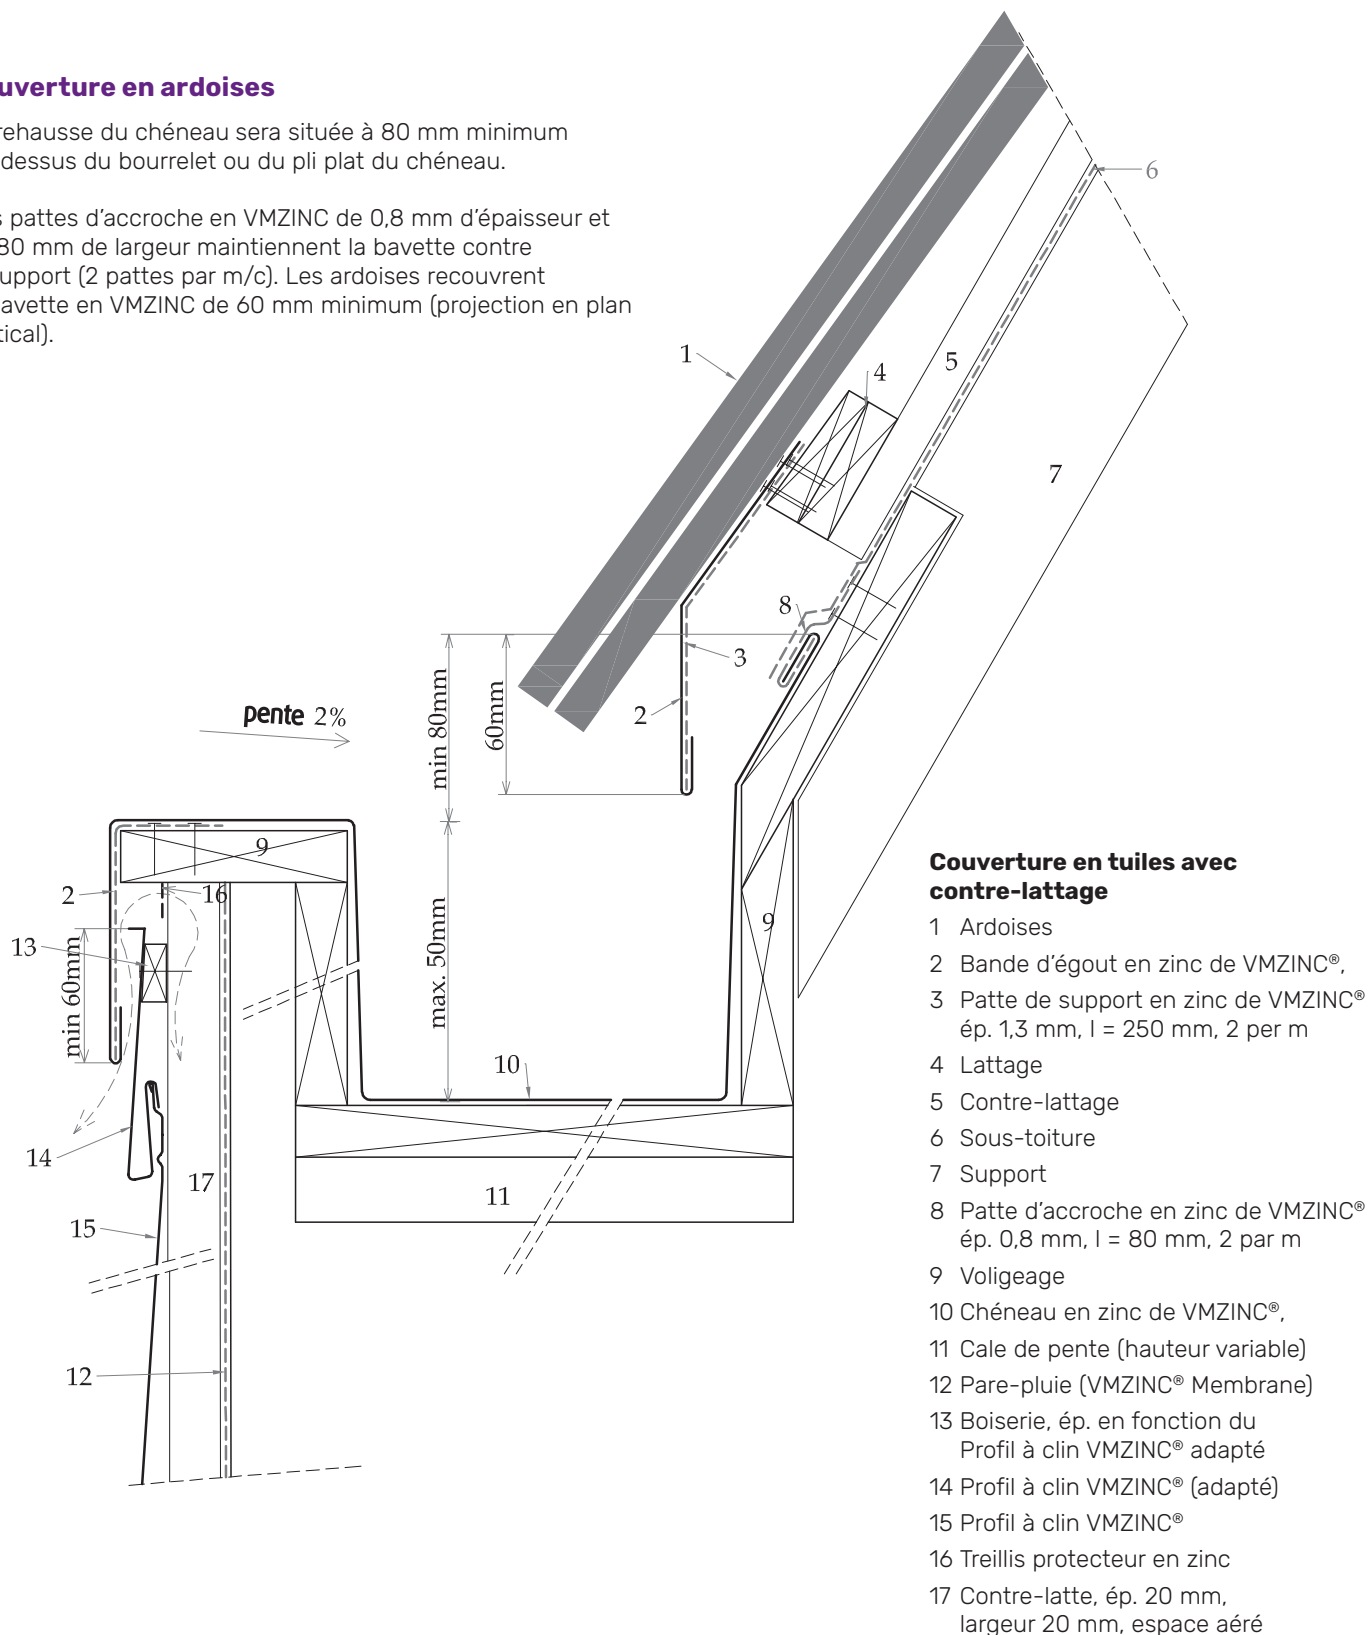 uverture en ardoises
rehausse du chéneau sera située à 80 mm minimum
dessus du bourrelet ou du pli plat du chéneau.
s pattes d'accroche en VMZINC de 0,8 mm d'épaisseur et
80 mm de largeur maintiennent la bavette contre
upport (2 pattes par m/c). Les ardoises recouvrent
avette en VMZINC de 60 mm minimum (projection en plan
tical).
6
1
4
5
7
8
3
2
min 80mm
60mm
pente 2%
9
2
16
13
min 60mm
max. 50mm
9
10
14
17
11
15
12
Couverture en tuiles avec
contre-lattage
1 Ardoises
2 Bande d'égout en zinc de VMZINC®,
3 Patte de support en zinc de VMZINC®
ép. 1,3 mm, l = 250 mm, 2 per m
4 Lattage
5 Contre-lattage
6 Sous-toiture
7 Support
8 Patte d'accroche en zinc de VMZINC®
ép. 0,8 mm, l = 80 mm, 2 par m
9 Voligeage
10 Chéneau en zinc de VMZINC®,
11 Cale de pente (hauteur variable)
12 Pare-pluie (VMZINC® Membrane)
13 Boiserie, ép. en fonction du
Profil à clin VMZINC® adapté
14 Profil à clin VMZINC® (adapté)
15 Profil à clin VMZINC®
16 Treillis protecteur en zinc
17 Contre-latte, ép. 20 mm,
largeur 20 mm, espace aéré